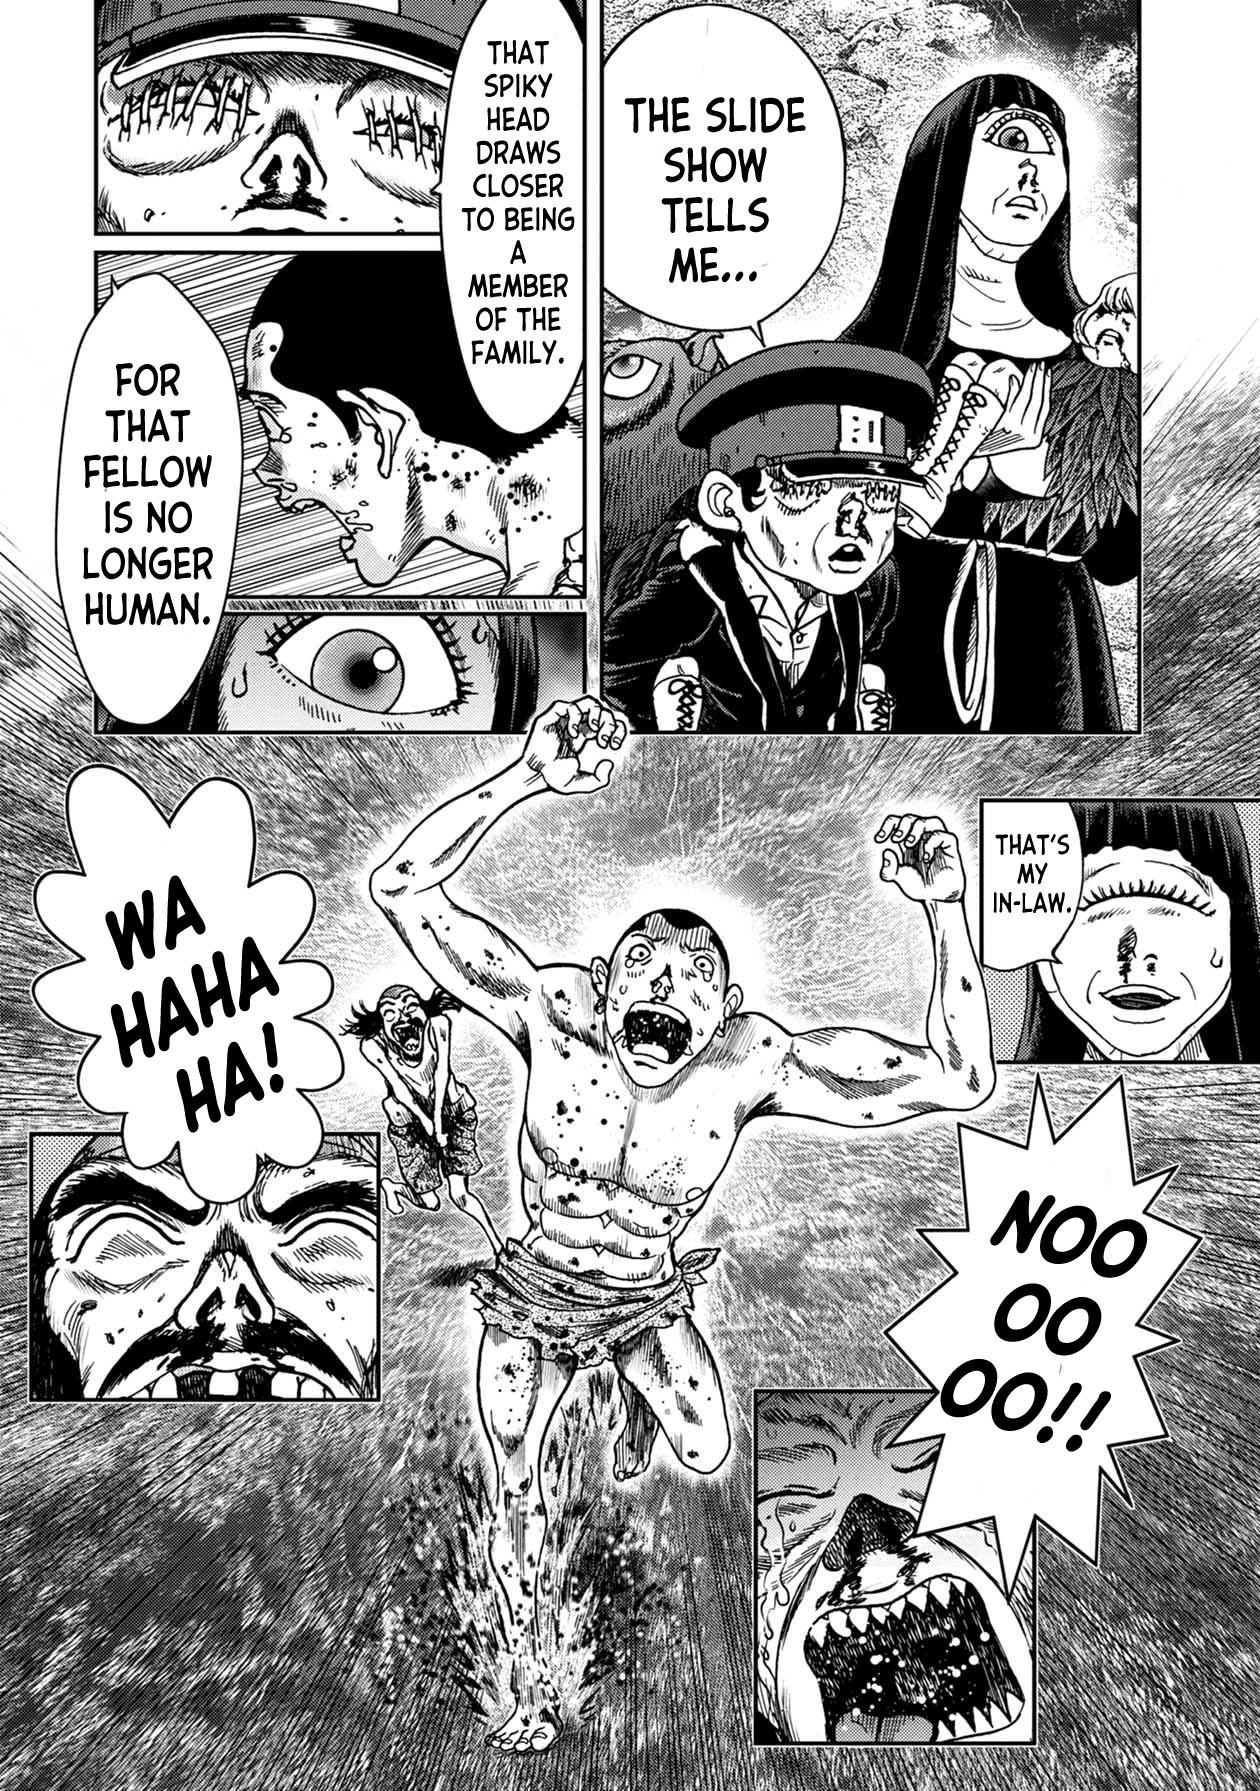 THE SLIDE
SHOW
TELLS
ME...
THAT
SPIKY
HEAD
DRAWS
CLOSER
TO BEING
A
MEMBER
OF THE
FAMILY.
FOR
THAT
FELLOW
IS NO
LONGER
HUMAN.
THAT'S
MY
IN-LAW.
WA
HAHA
HA!
NOO
OO
OO!!